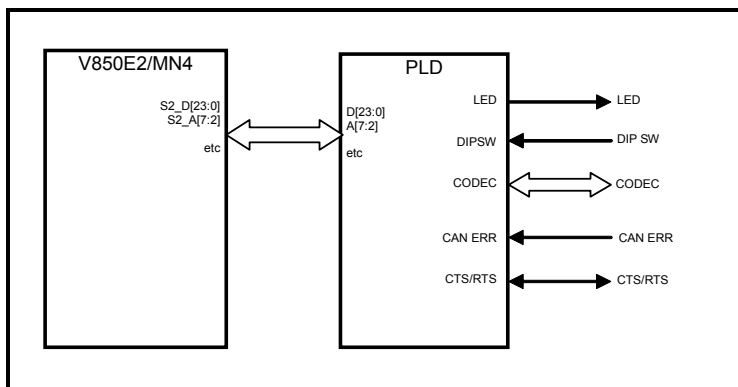 V850E2/MN4
S2_D[23:0]
S2_A[7:2]
etc
PLD
D[23:0]
A[7:2]
etc
LED
LED
DIPSW
DIP SW
CODEC
CODEC
CAN ERR
CAN ERR
CTS/RTS
CTS/RTS